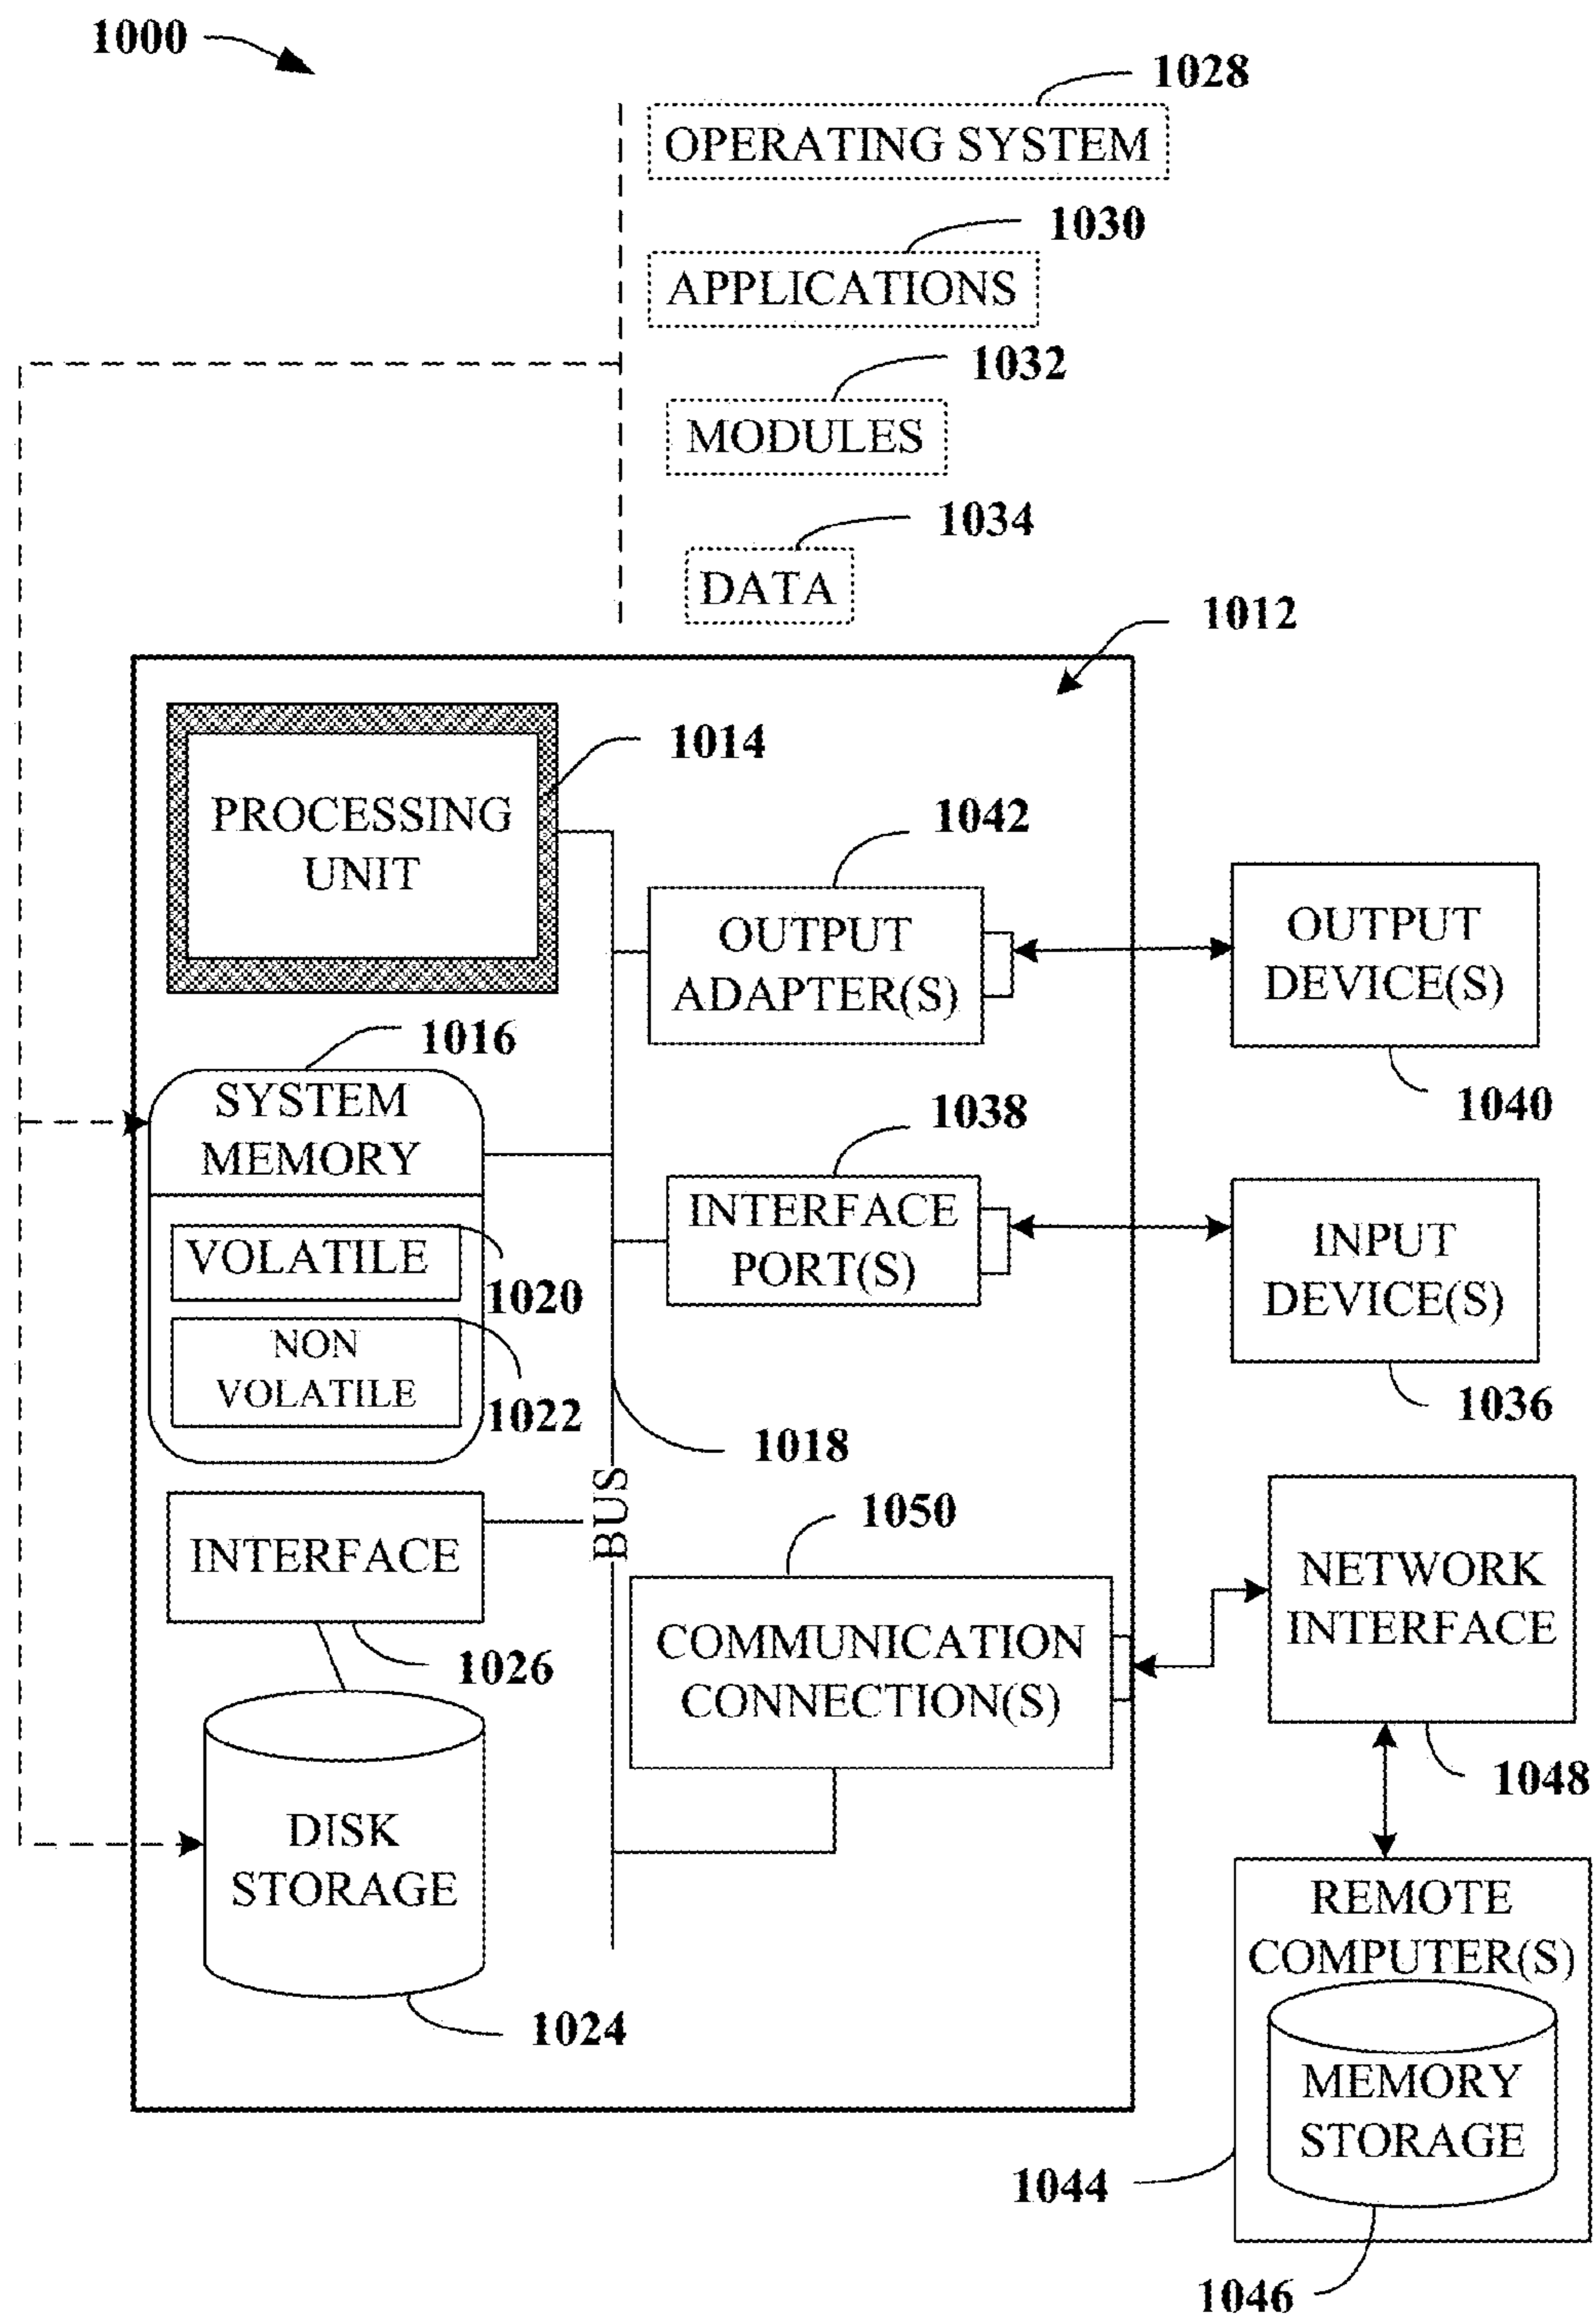 1000
1028
OPERATING SYSTEM
1030
APPLICATIONS
1032
MODULES
1034
DATA
1012
PROCESSING
UNIT
1014
1042
OUTPUT
ADAPTER(S)
OUTPUT
DEVICE(S)
1040
1016
SYSTEM
MEMORY
VOLATILE
1020
NON
VOLATILE
1022
1038
INTERFACE
PORT(S)
INPUT
DEVICE(S)
1036
1018
BUS
INTERFACE
1026
1050
COMMUNICATION
CONNECTION(S)
NETWORK
INTERFACE
1048
DISK
STORAGE
1024
REMOTE
COMPUTER(S)
MEMORY
STORAGE
1044
1046